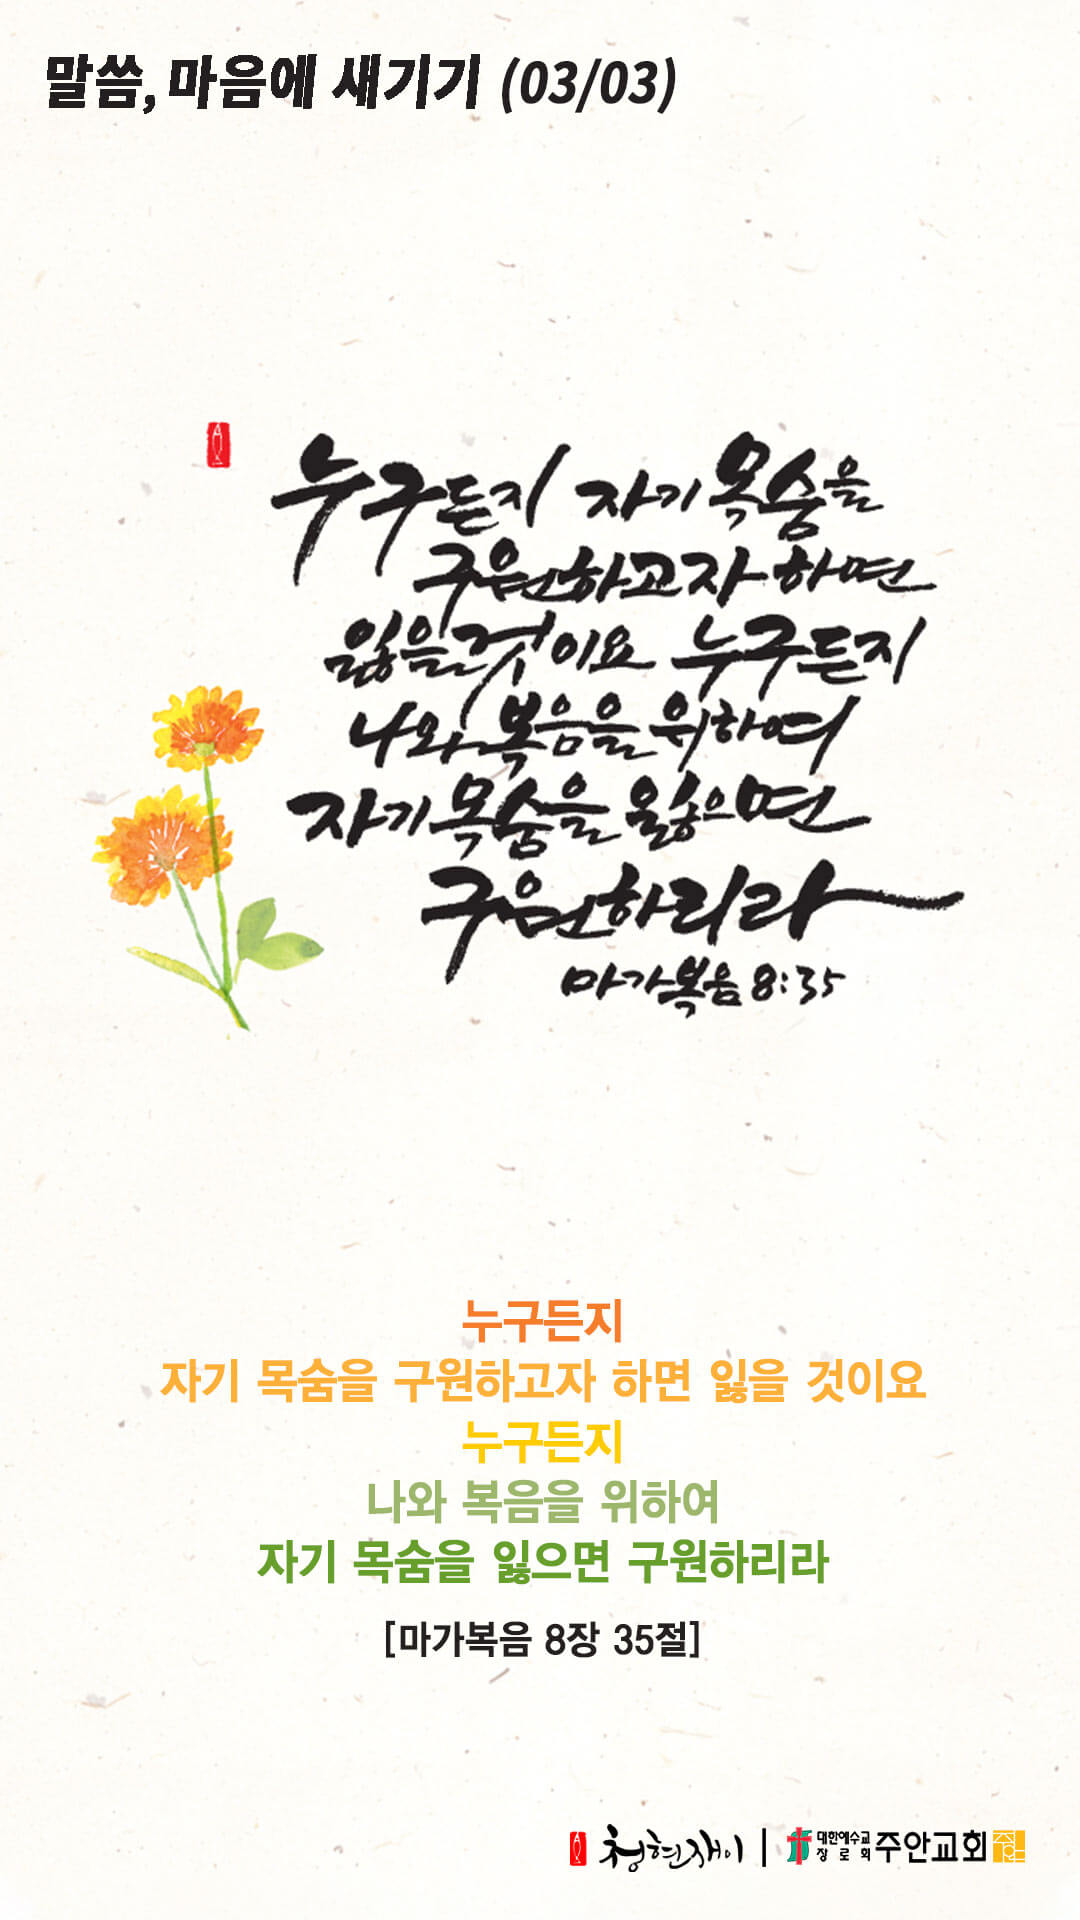 말씀, 마음에 새기기 (03/03)
누구든지 자기 목숨을
구원하고자 하면
잃을 것이요 누구든지
나와 복음을 위하여
자기 목숨을 잃으면
구원하리라
마가복음 8:35
누구든지
자기 목숨을 구원하고자 하면 잃을 것이요
누구든지
나와 복음을 위하여
자기 목숨을 잃으면 구원하리라
[마가복음 8장 35절]
청현재이 | 대한예수교
장로회 주안교회